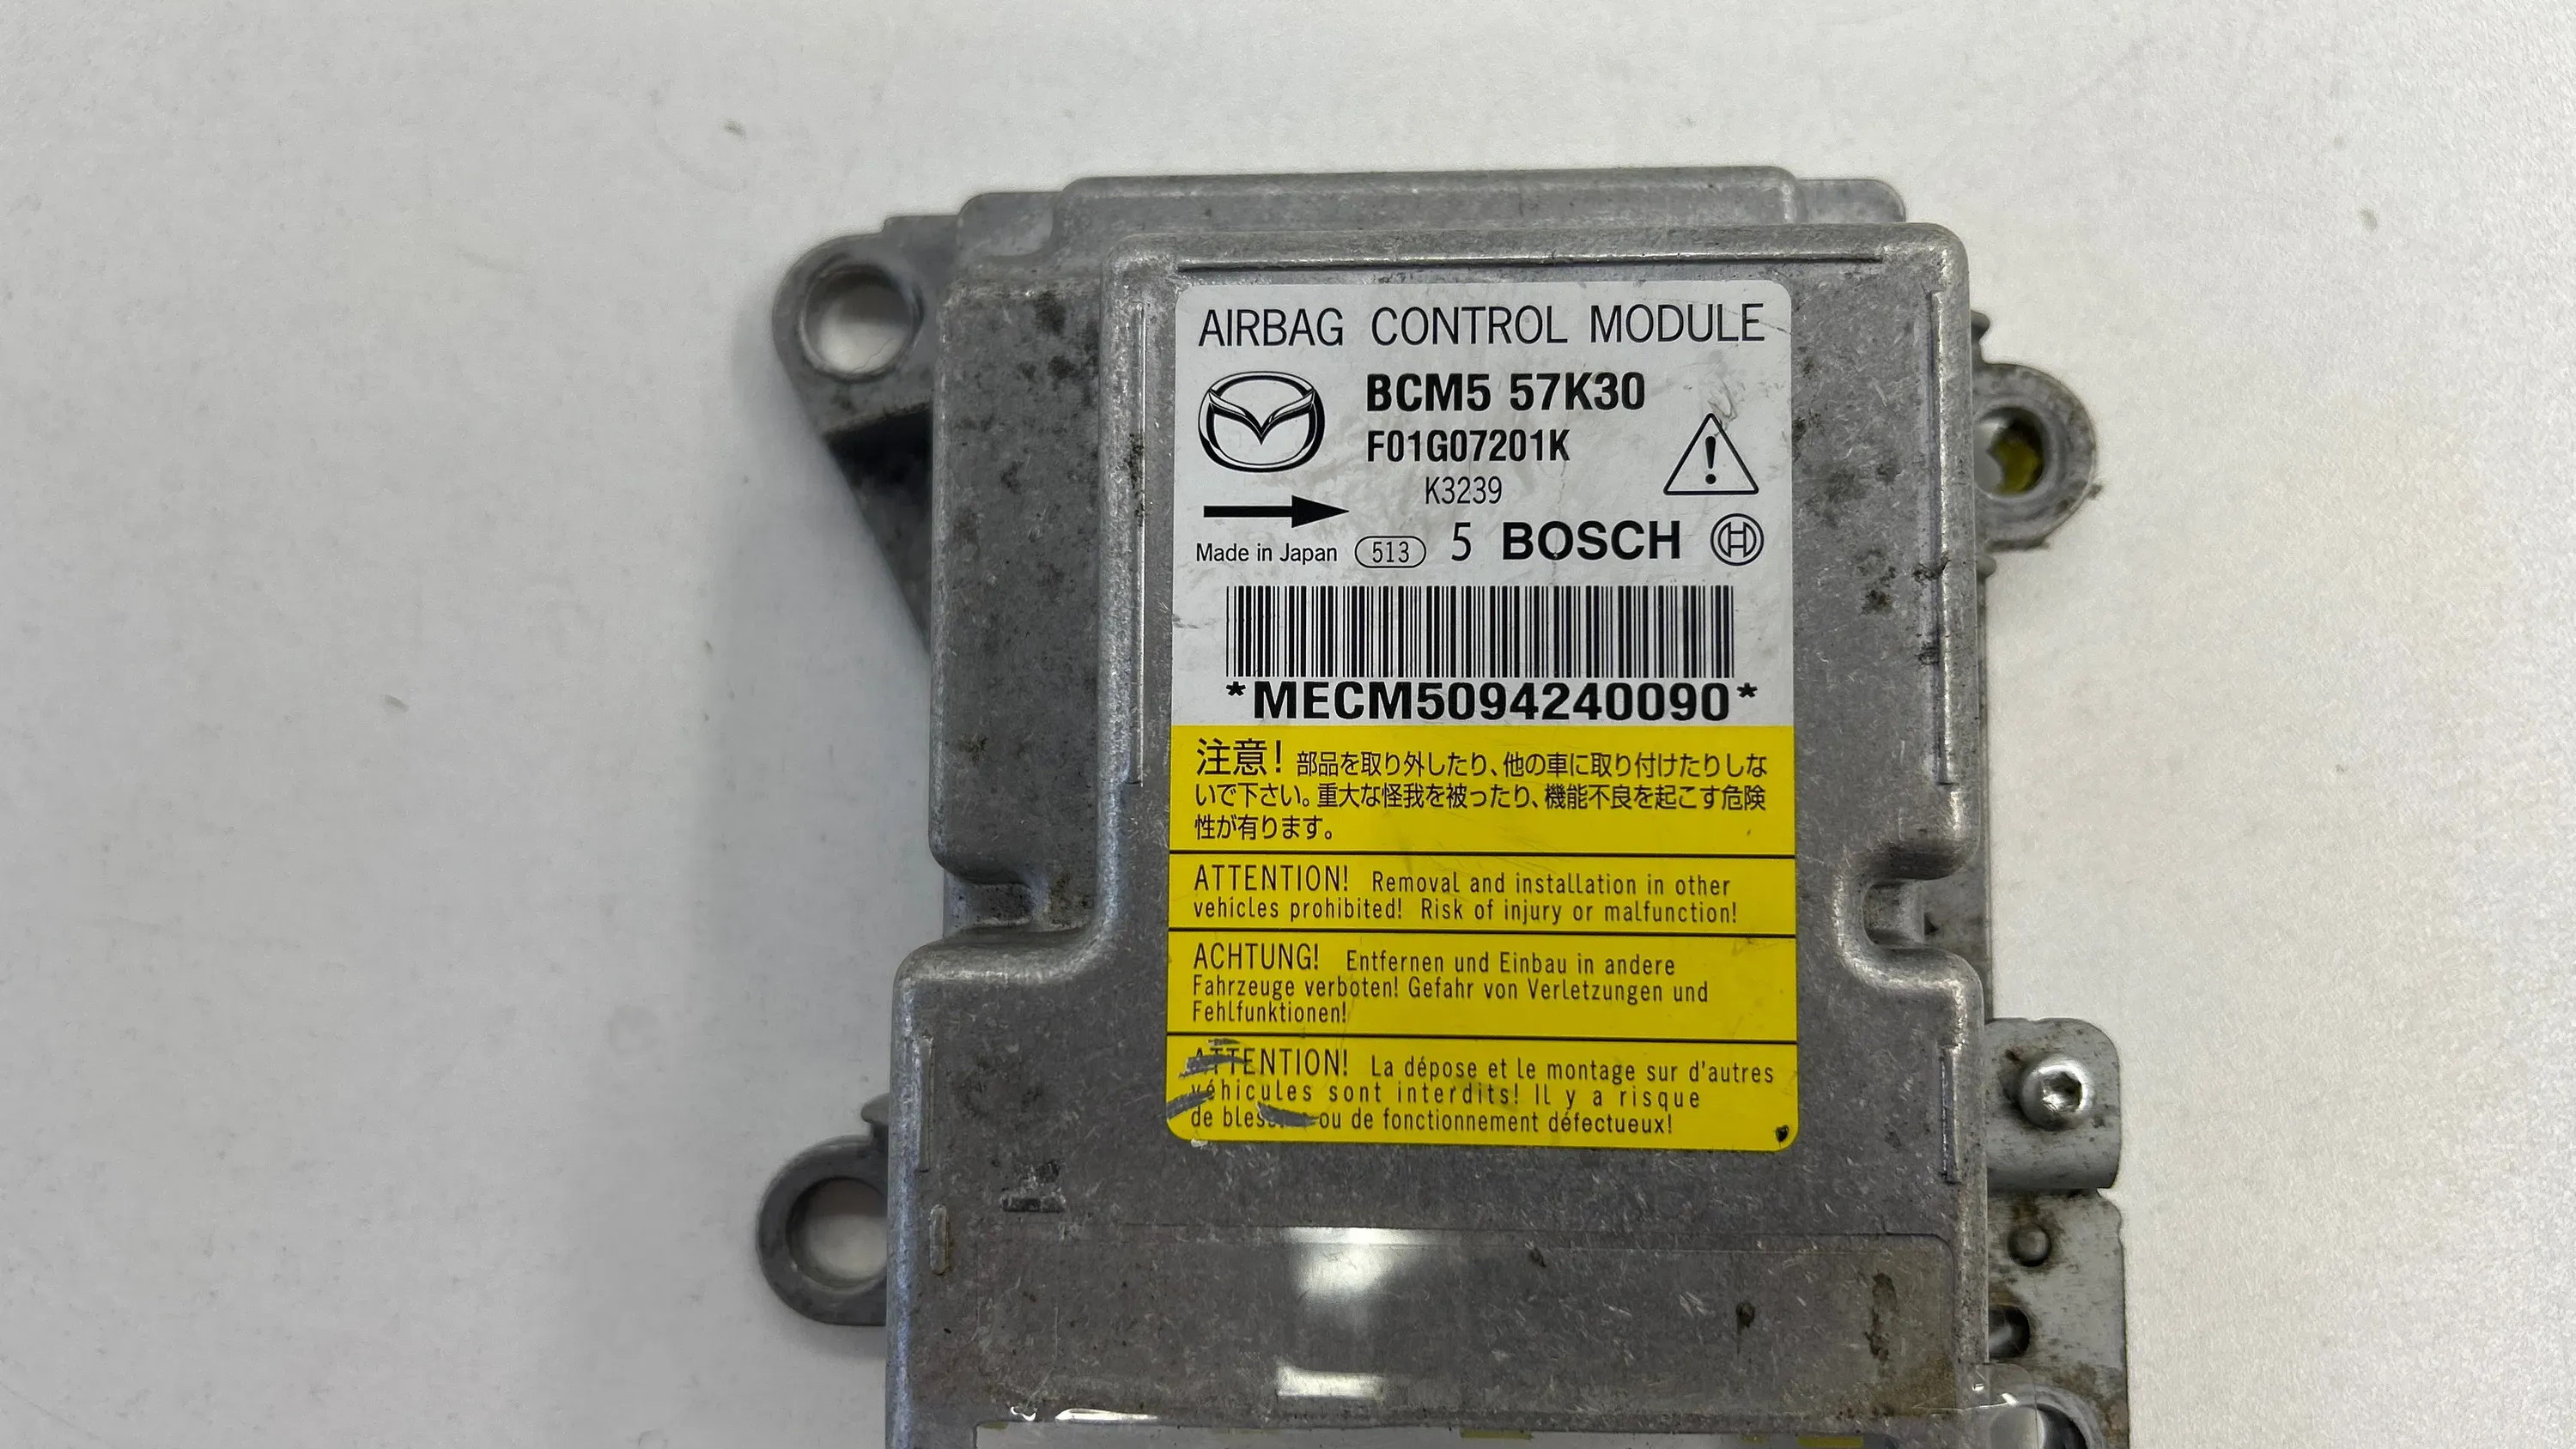 AIRBAG CONTROL MODULE
BCM5 57K30
F01G07201K
K3239
Made in Japan 513 5 BOSCH
*MECM5094240090*
注意! 部品を取り外したり、他の車に取り付けたりしな
いで下さい。重大な怪我を被ったり、機能不良を起こす危険
性が有ります。
ATTENTION! Removal and installation in other
vehicles prohibited! Risk of injury or malfunction!
ACHTUNG! Entfernen und Einbau in andere
Fahrzeuge verboten! Gefahr von Verletzungen und
Fehlfunktionen!
ATTENTION! La dépose et le montage sur d'autres
véhicules sont interdits! Il y a risque
de ou de fonctionnement défectueux!